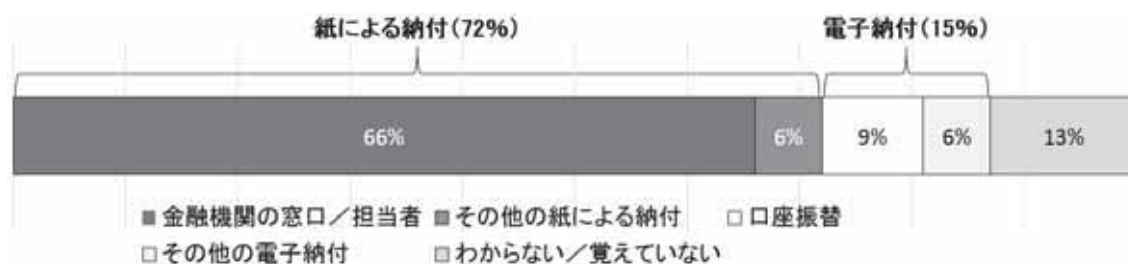 紙による納付(72%) 電子納付(15%)
66% 6% 9% 6% 13%
■金融機関の窓口／担当者 ■その他の紙による納付 □口座振替
□その他の電子納付 □わからない／覚えていない